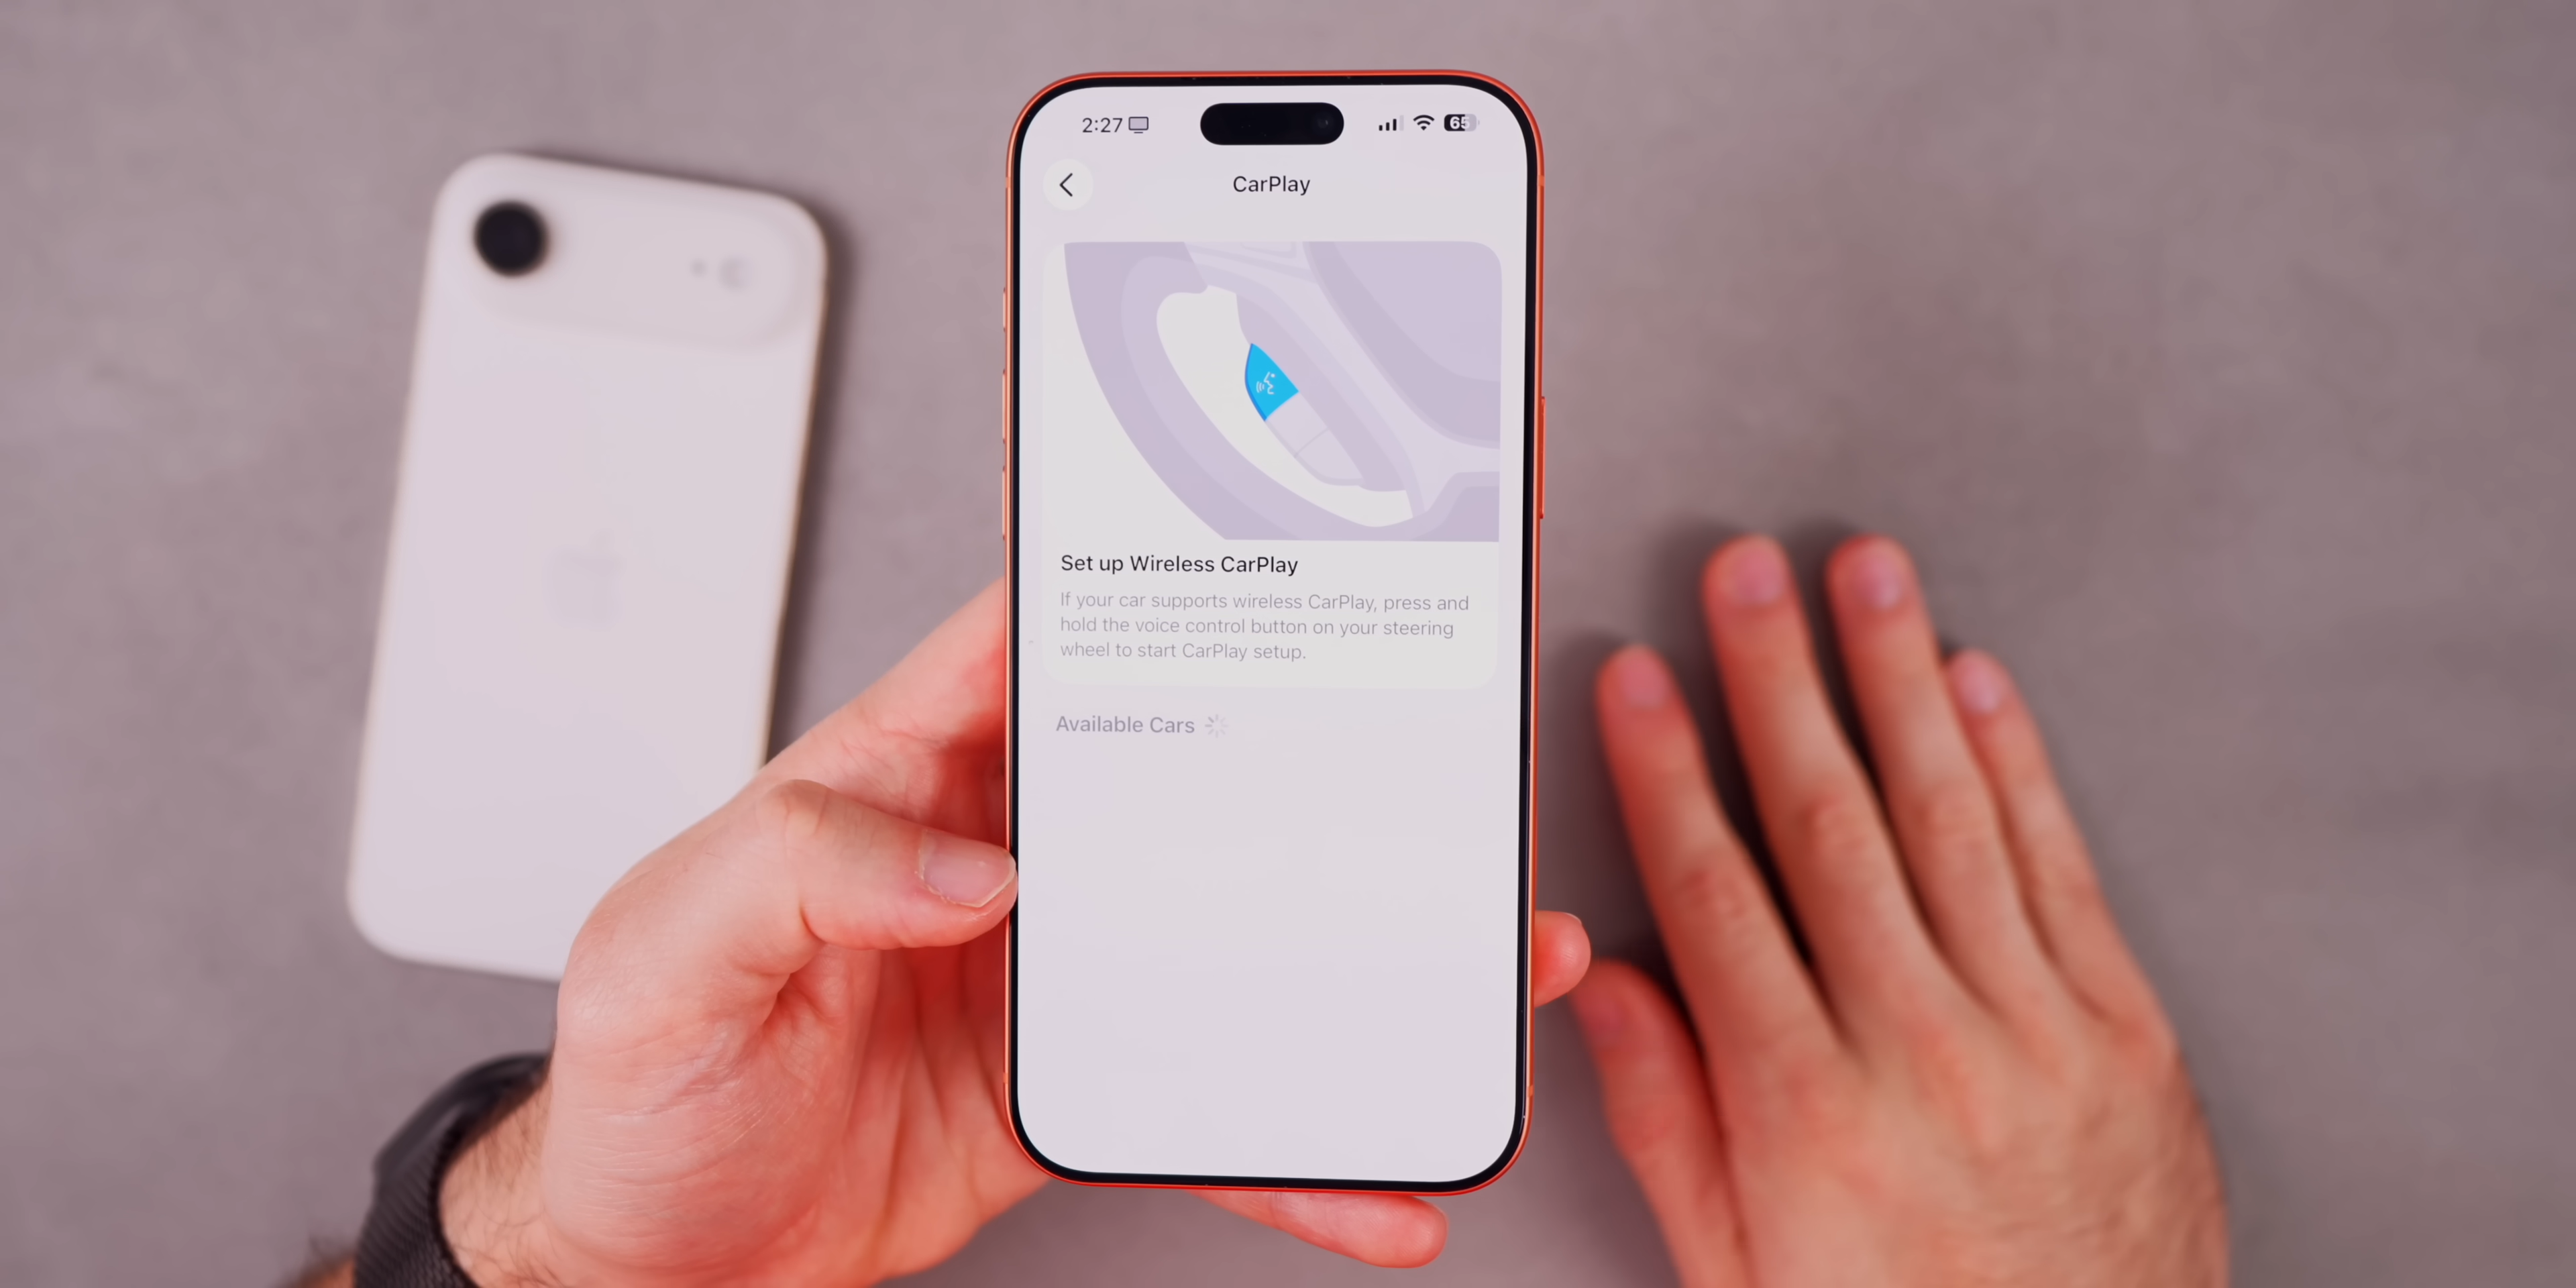 2:27
65
CarPlay
Set up Wireless CarPlay
If your car supports wireless CarPlay, press and
hold the voice control button on your steering
wheel to start CarPlay setup.
Available Cars